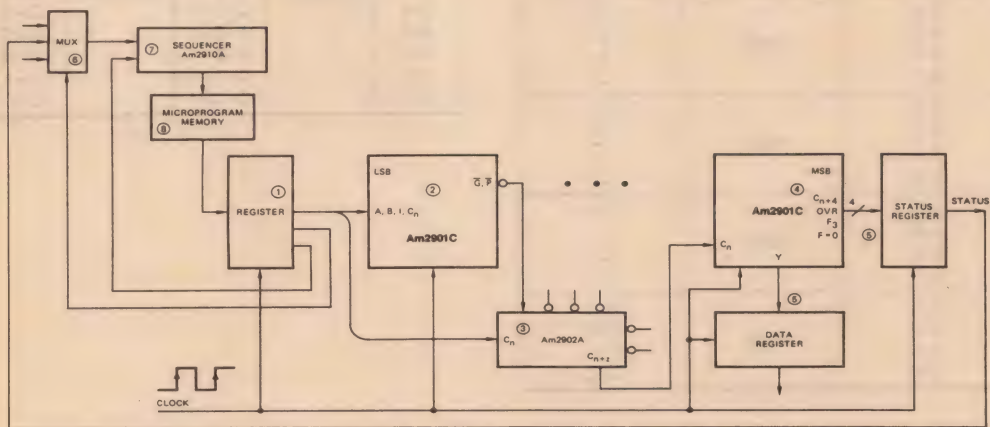 MUX
⑥
⑦
SEQUENCER
Am2910A
MICROPROGRAM
MEMORY
⑧
①
REGISTER
LSB
②
G̅, P̅
A, B, I, Cn
Am2901C
• • •
MSB
④
Am2901C
Cn+4
OVR
F3
F = 0
Cn
Y
4
⑤
STATUS
REGISTER
STATUS
③
Cn
Am2902A
Cn+z
⑤
DATA
REGISTER
CLOCK